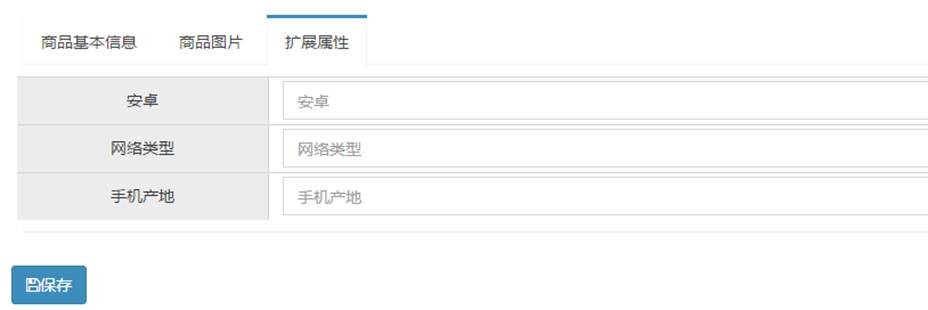 商品基本信息 商品图片 扩展属性
安卓 安卓
网络类型 网络类型
手机产地 手机产地
保存